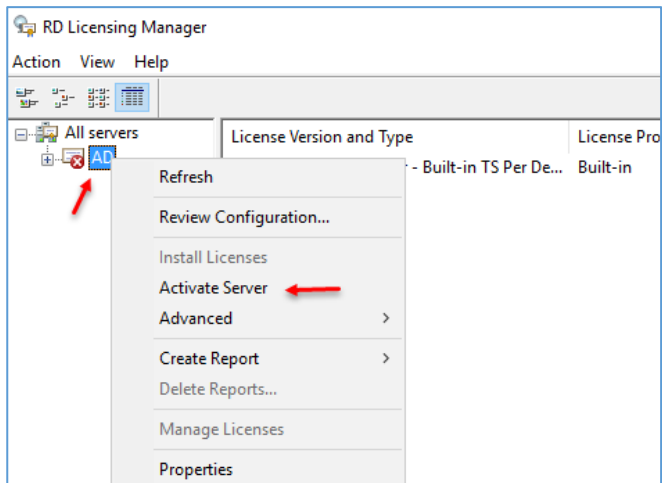 RD Licensing Manager
Action View Help
All servers
License Version and Type
License Pro
AD
- Built-in TS Per De...
Built-in
Refresh
Review Configuration...
Install Licenses
Activate Server
Advanced
Create Report
Delete Reports...
Manage Licenses
Properties